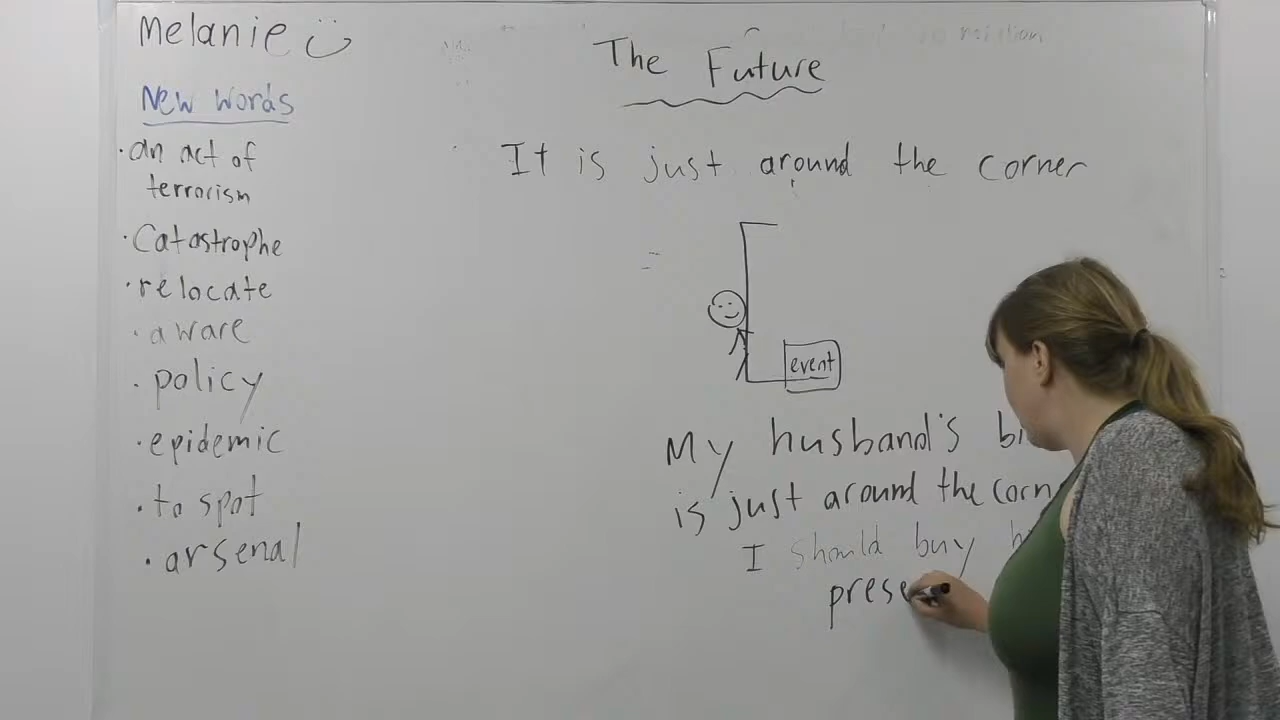 Melanie
New words
• an act of
terrorism
• Catastrophe
• relocate
• aware
• policy
• epidemic
• to spot
• arsenal
The Future
It is just around the corner
event
My husband's
is just around the corn
I should buy
prese